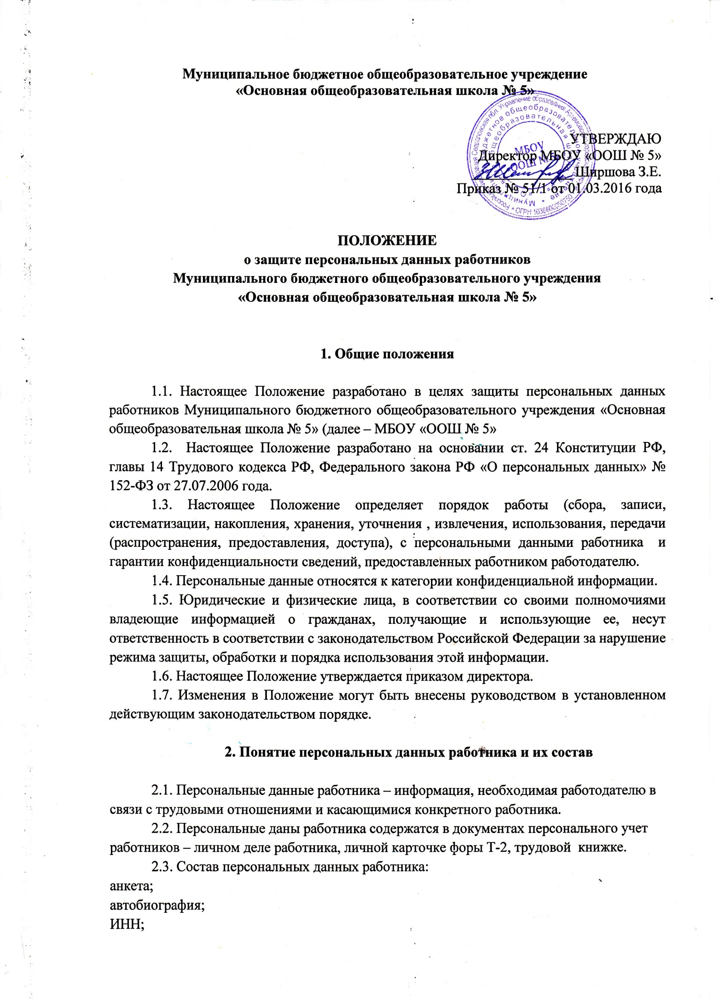 Муниципальное бюджетное общеобразовательное учреждение
«Основная общеобразовательная школа № 5»
УТВЕРЖДАЮ
Директор МБОУ «ООШ № 5»
Ширшова З.Е.
Приказ № 51/1 от 01.03.2016 года
МБОУ
«ООШ № 5»
ПОЛОЖЕНИЕ
о защите персональных данных работников
Муниципального бюджетного общеобразовательного учреждения
«Основная общеобразовательная школа № 5»
1. Общие положения
1.1. Настоящее Положение разработано в целях защиты персональных данных
работников Муниципального бюджетного общеобразовательного учреждения «Основная
общеобразовательная школа № 5» (далее – МБОУ «ООШ № 5»
1.2. Настоящее Положение разработано на основании ст. 24 Конституции РФ,
главы 14 Трудового кодекса РФ, Федерального закона РФ «О персональных данных» №
152-ФЗ от 27.07.2006 года.
1.3. Настоящее Положение определяет порядок работы (сбора, записи,
систематизации, накопления, хранения, уточнения , извлечения, использования, передачи
(распространения, предоставления, доступа), с персональными данными работника и
гарантии конфиденциальности сведений, предоставленных работником работодателю.
1.4. Персональные данные относятся к категории конфиденциальной информации.
1.5. Юридические и физические лица, в соответствии со своими полномочиями
владеющие информацией о гражданах, получающие и использующие ее, несут
ответственность в соответствии с законодательством Российской Федерации за нарушение
режима защиты, обработки и порядка использования этой информации.
1.6. Настоящее Положение утверждается приказом директора.
1.7. Изменения в Положение могут быть внесены руководством в установленном
действующим законодательством порядке.
2. Понятие персональных данных работника и их состав
2.1. Персональные данные работника – информация, необходимая работодателю в
связи с трудовыми отношениями и касающимися конкретного работника.
2.2. Персональные даны работника содержатся в документах персонального учет
работников – личном деле работника, личной карточке форы Т-2, трудовой книжке.
2.3. Состав персональных данных работника:
анкета;
автобиография;
ИНН;